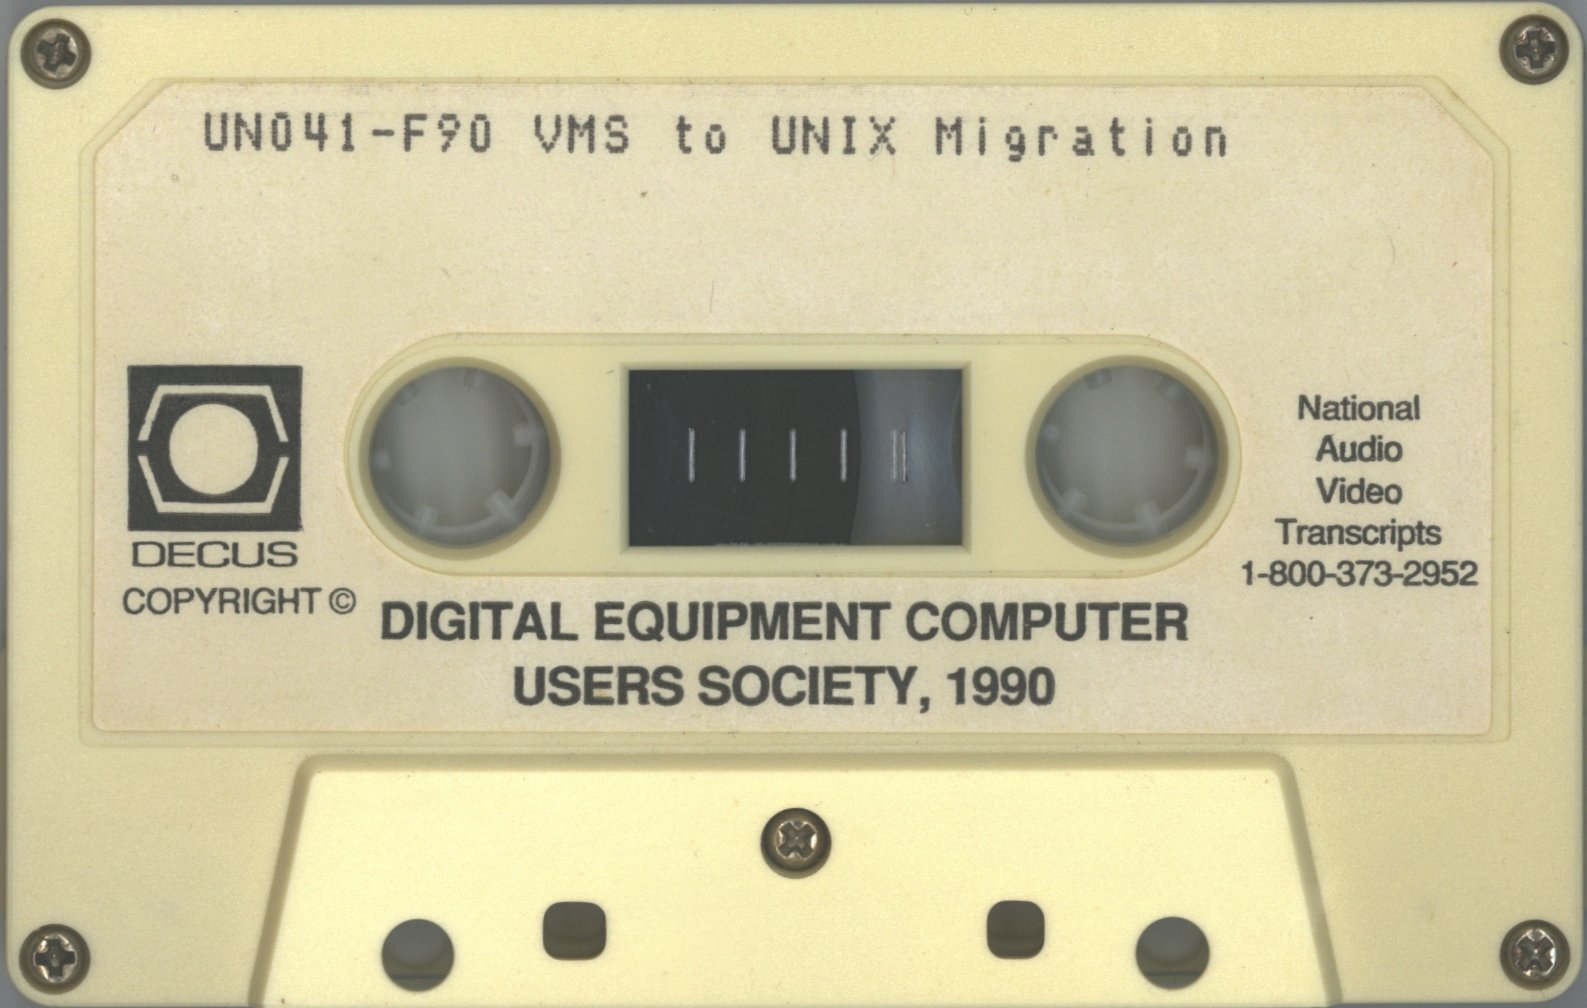 UN041-F90 VMS to UNIX Migration
National
Audio
Video
Transcripts
1-800-373-2952
DECUS
COPYRIGHT ©
DIGITAL EQUIPMENT COMPUTER
USERS SOCIETY, 1990